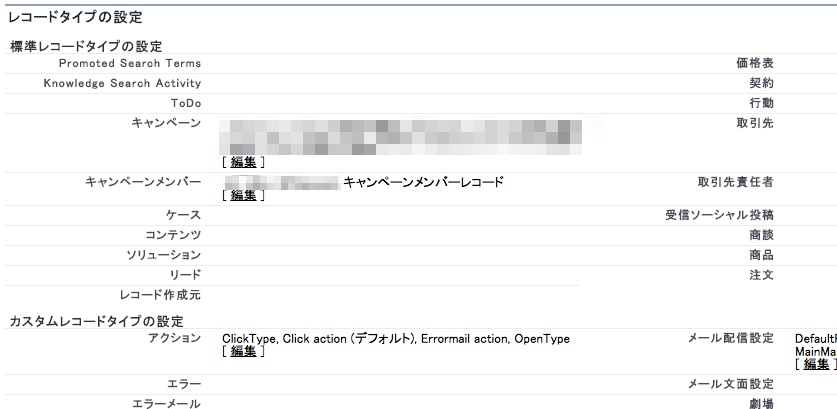 レコードタイプの設定
標準レコードタイプの設定
Promoted Search Terms 価格表
Knowledge Search Activity 契約
ToDo 行動
キャンペーン 取引先
[ 編集 ]
キャンペーンメンバー キャンペーンメンバーレコード 取引先責任者
[ 編集 ]
ケース 受信ソーシャル投稿
コンテンツ 商談
ソリューション 商品
リード 注文
レコード作成元
カスタムレコードタイプの設定
アクション ClickType, Click action (デフォルト), Errormail action, OpenType メール配信設定 DefaultF
[ 編集 ] MainMa
[ 編集 ]
エラー メール文面設定
エラーメール 劇場